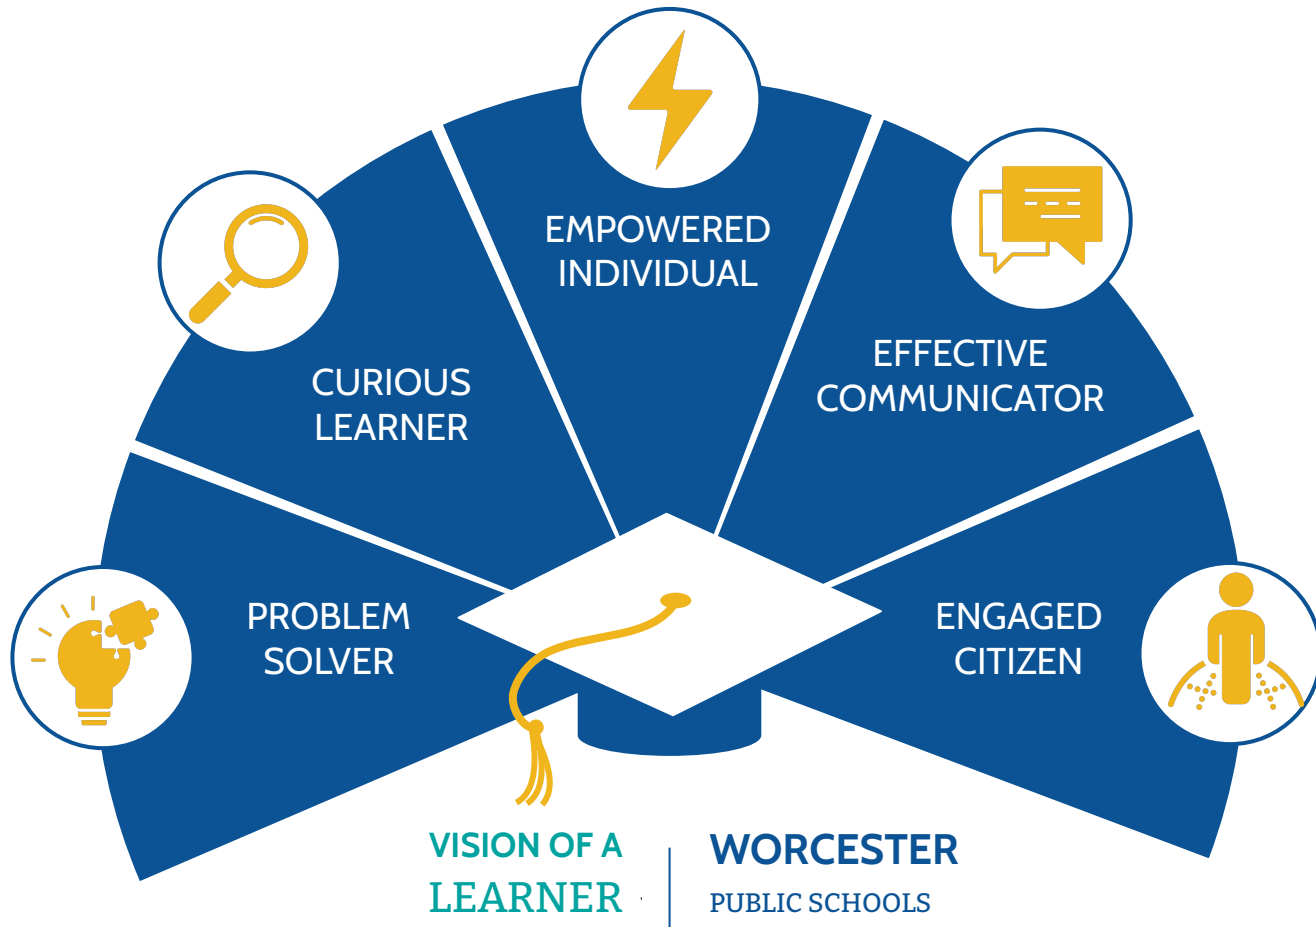 EMPOWERED
INDIVIDUAL
EFFECTIVE
COMMUNICATOR
CURIOUS
LEARNER
PROBLEM
SOLVER
ENGAGED
CITIZEN
VISION OF A
LEARNER
WORCESTER
PUBLIC SCHOOLS